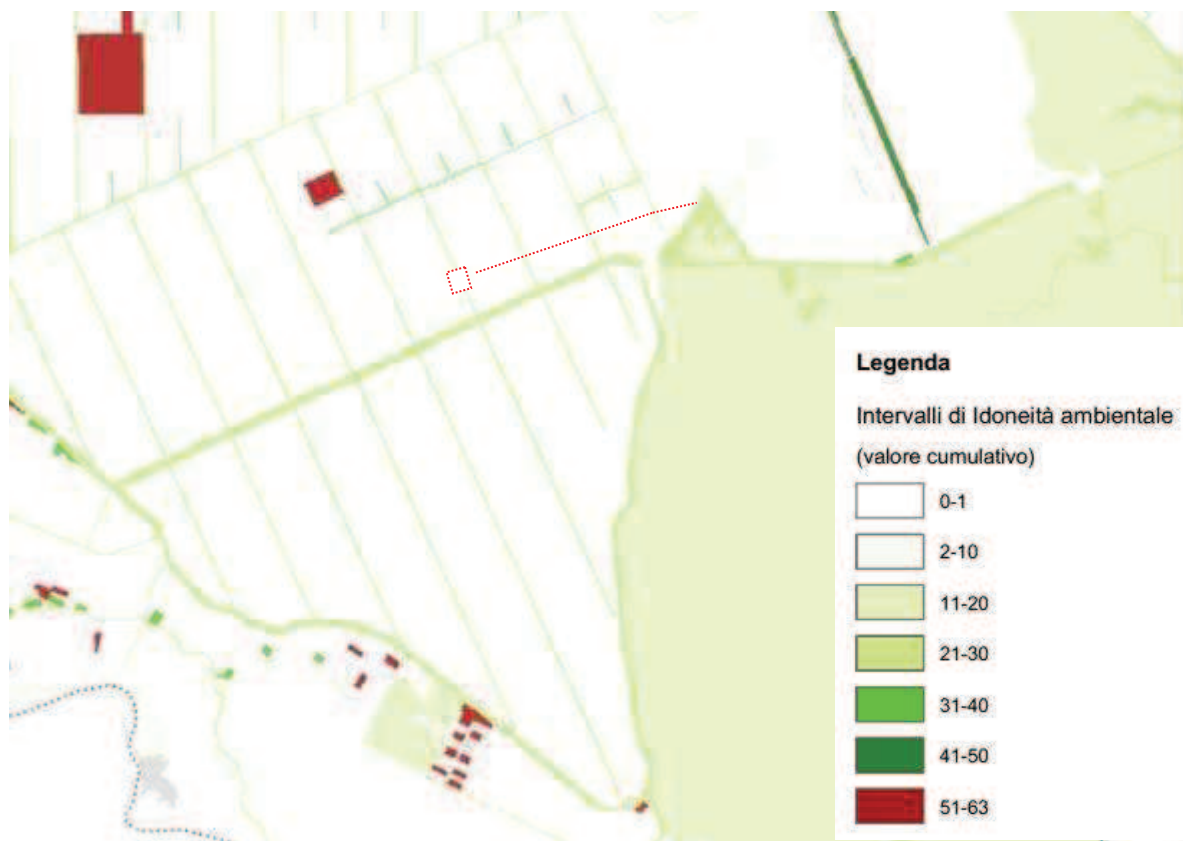 Legenda
Intervalli di Idoneità ambientale
(valore cumulativo)
0-1
2-10
11-20
21-30
31-40
41-50
51-63